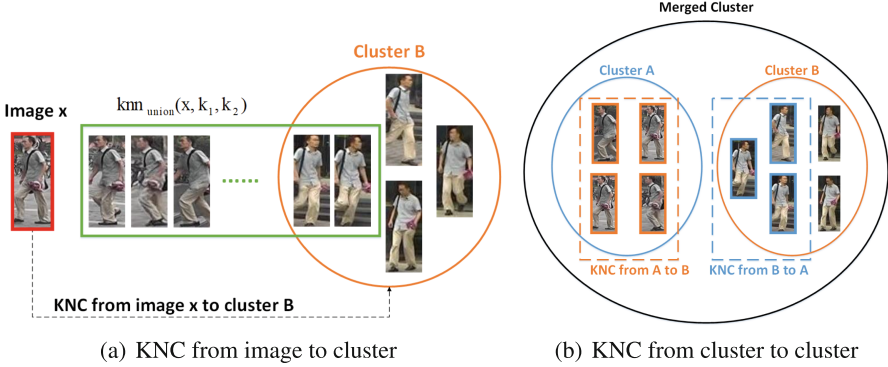 Merged Cluster
Cluster B
Image x
knn union (x, k1, k2)
......
KNC from image x to cluster B
Cluster A
Cluster B
KNC from A to B
KNC from B to A
(a) KNC from image to cluster
(b) KNC from cluster to cluster